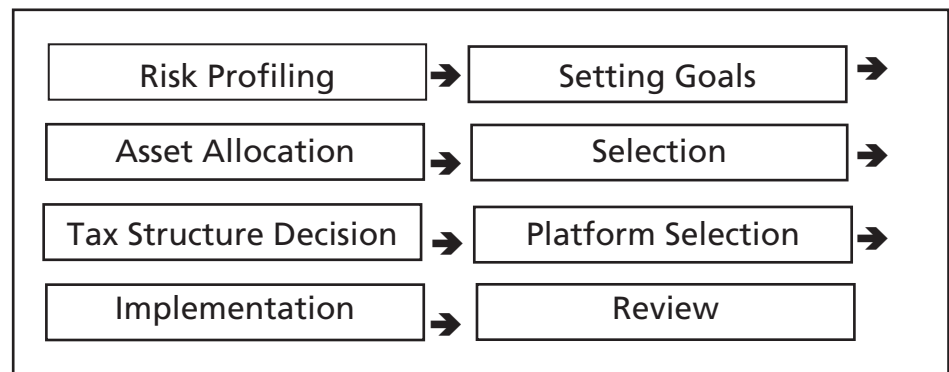 Risk Profiling ➔ Setting Goals ➔
Asset Allocation ➔ Selection ➔
Tax Structure Decision ➔ Platform Selection ➔
Implementation ➔ Review